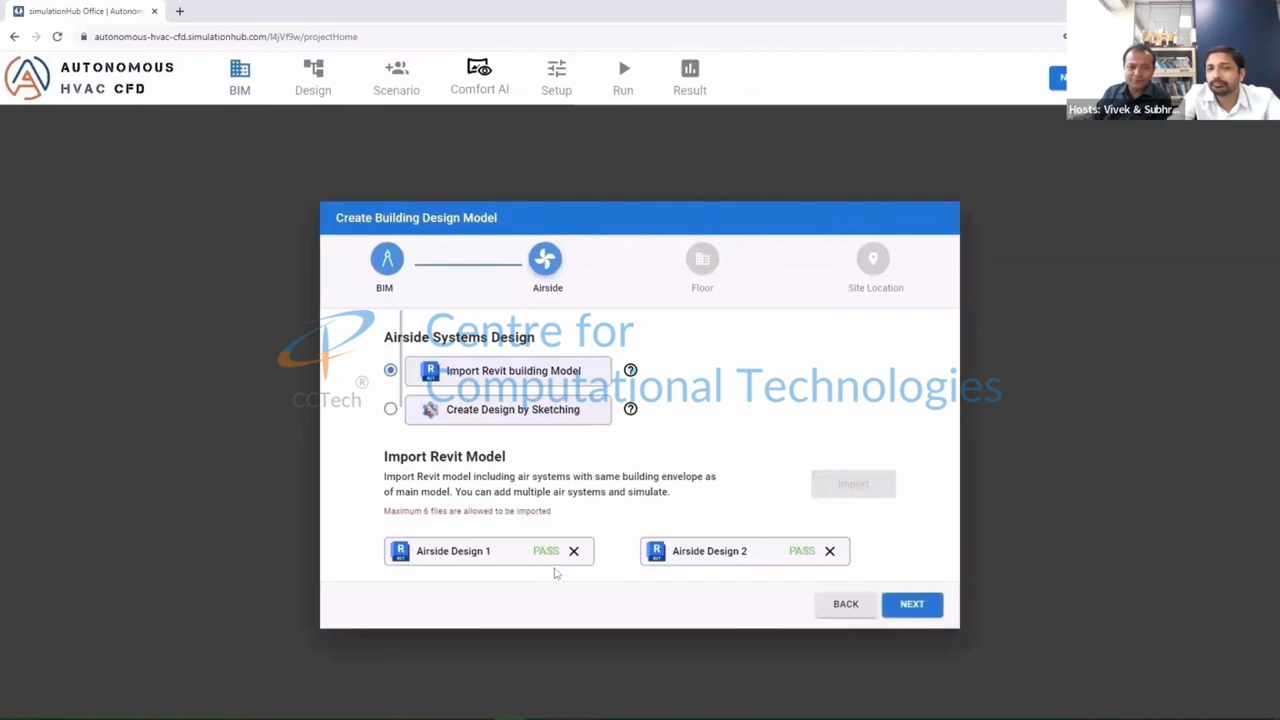 simulationHub Office | Autonom
autonomous-hvac-cfd.simulationhub.com/l4jVf9w/projectHome
AUTONOMOUS
HVAC CFD
BIM
Design
Scenario
Comfort AI
Setup
Run
Result
Hosts: Vivek & Subhr...
Create Building Design Model
BIM
Airside
Floor
Site Location
Airside Systems Design
Import Revit building Model
Create Design by Sketching
Centre for
Computational Technologies
CCTech®
Import Revit Model
Import Revit model including air systems with same building envelope as
of main model. You can add multiple air systems and simulate.
Maximum 6 files are allowed to be imported
Import
Airside Design 1 PASS
Airside Design 2 PASS
BACK
NEXT